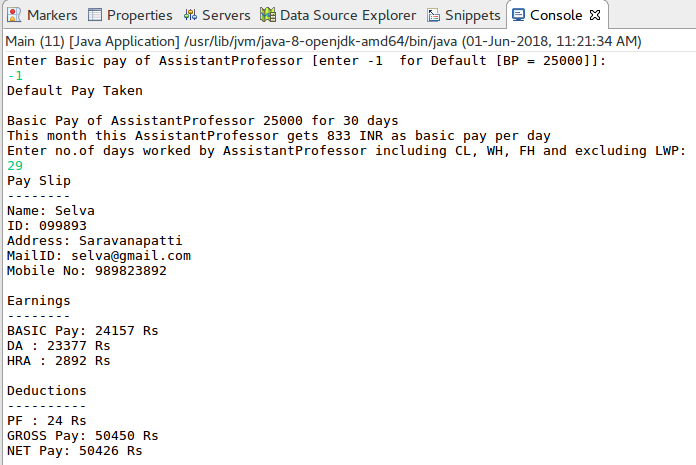 Markers Properties Servers Data Source Explorer Snippets Console
Main (11) [Java Application] /usr/lib/jvm/java-8-openjdk-amd64/bin/java (01-Jun-2018, 11:21:34 AM)
Enter Basic pay of AssistantProfessor [enter -1  for Default [BP = 25000]]:
-1
Default Pay Taken
Basic Pay of AssistantProfessor 25000 for 30 days
This month this AssistantProfessor gets 833 INR as basic pay per day
Enter no.of days worked by AssistantProfessor including CL, WH, FH and excluding LWP:
29
Pay Slip
--------
Name: Selva
ID: 099893
Address: Saravanapatti
MailID: selva@gmail.com
Mobile No: 989823892
Earnings
--------
BASIC Pay: 24157 Rs
DA : 23377 Rs
HRA : 2892 Rs
Deductions
----------
PF : 24 Rs
GROSS Pay: 50450 Rs
NET Pay: 50426 Rs